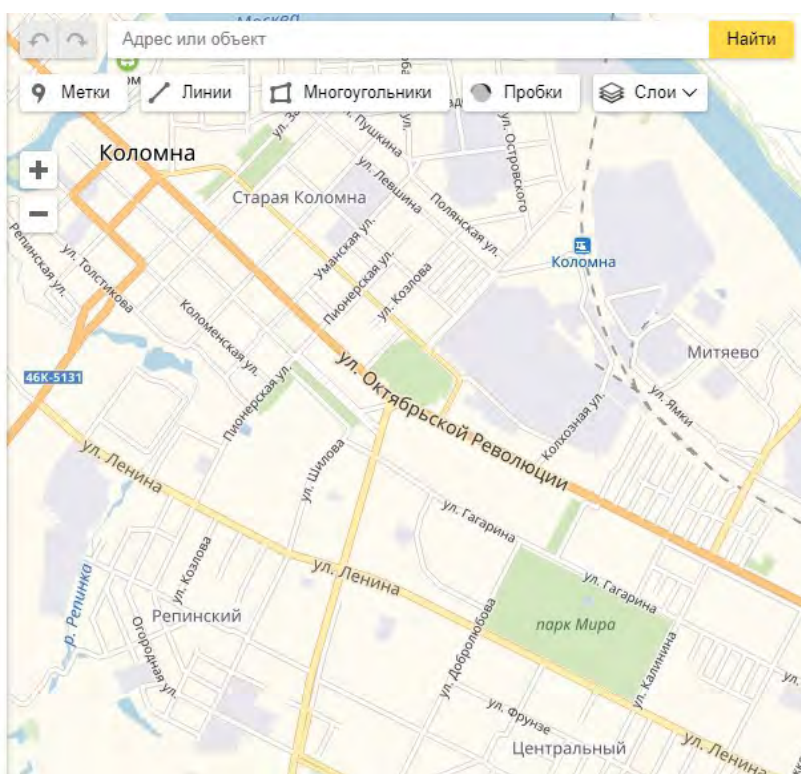 Москва
Адрес или объект
Найти
Метки
Линии
Многоугольники
Пробки
Слои
ул. Пушкина
Коломна
ул. Левшина
ул. Островского
Старая Коломна
Полянская ул.
Уманская ул.
Репинская ул.
ул. Толстикова
Пионерская ул.
ул. Козлова
Коломна
Коломенская ул.
Митяево
46К-5131
ул. Октябрьской Революции
Пионерская ул.
ул. Ямки
Колхозная ул.
ул. Ленина
ул. Шилова
ул. Гагарина
ул. Козлова
ул. Ленина
ул. Гагарина
р. Репинка
Репинский
парк Мира
Огородная ул.
ул. Добролюбова
ул. Калинина
ул.
ул. Фрунзе
Центральный
ул. Ленина